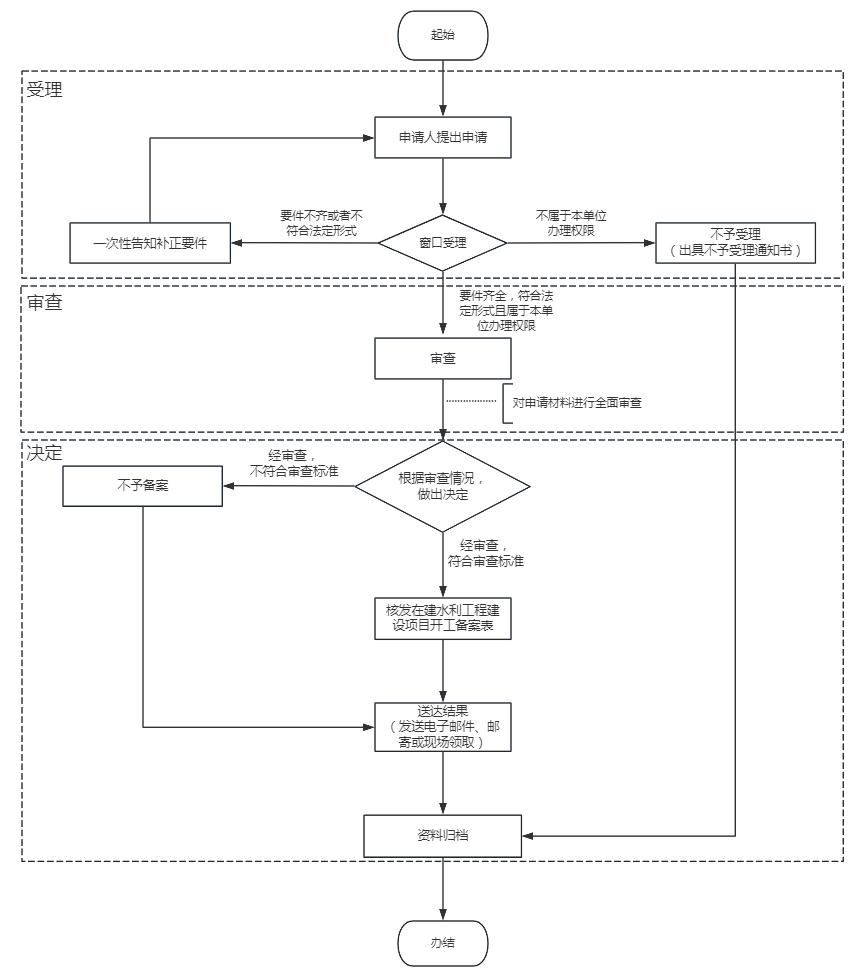 起始
受理
申请人提出申请
要件不齐或者不
符合法定形式
不属于本单位
办理权限
一次性告知补正要件
窗口受理
不予受理
（出具不予受理通知书）
审查
要件齐全，符合法
定形式且属于本单
位办理权限
审查
对申请材料进行全面审查
决定
经审查，
不符合审查标准
不予备案
根据审查情况，
做出决定
经审查，
符合审查标准
核发在建水利工程建
设项目开工备案表
送达结果
（发送电子邮件、邮
寄或现场领取）
资料归档
办结